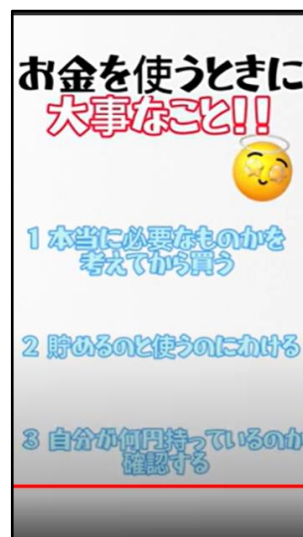 お金を使うときに
大事なこと!!
1 本当に必要なものかを
考えてから買う
2 貯めるのと使うのにわける
3 自分が何円持っているのか
確認する